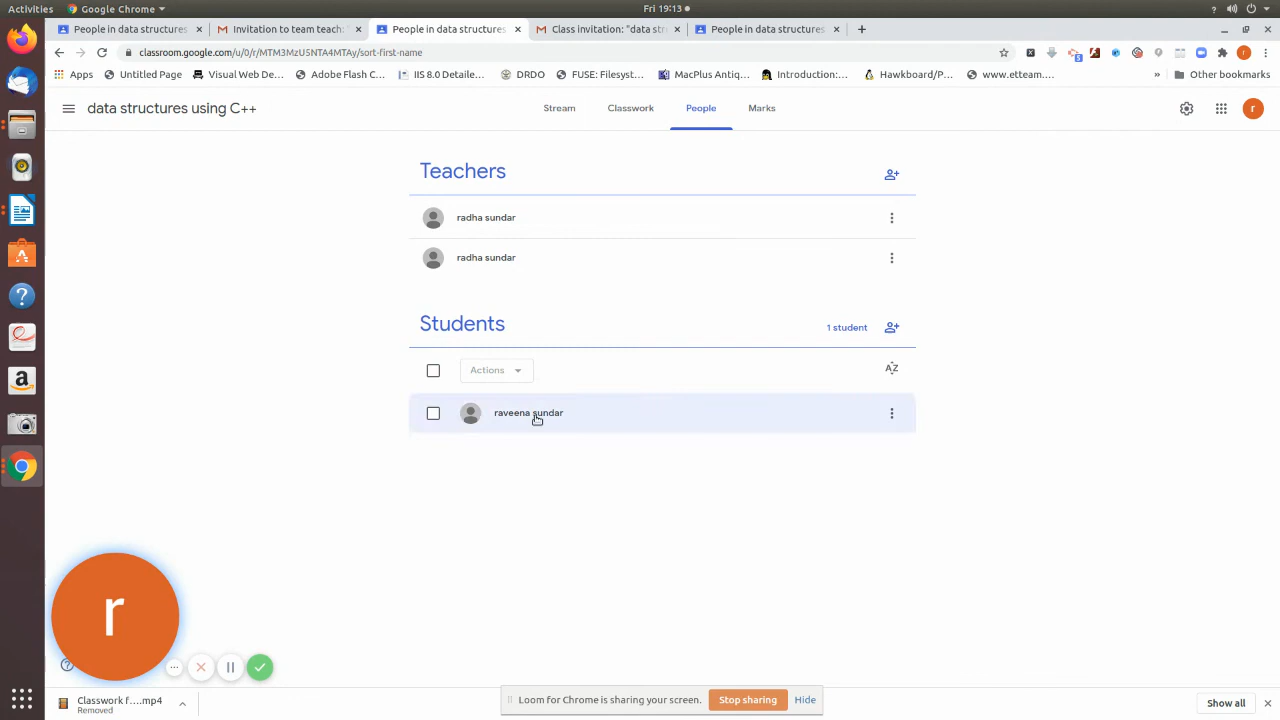 Activities Google Chrome Fri 19:13
People in data structures Invitation to team teach: People in data structures Class invitation: "data str People in data structures
classroom.google.com/u/0/r/MTM3MzU5NTA4MTAy/sort-first-name r
Apps Untitled Page Visual Web De... Adobe Flash C... IIS 8.0 Detaile... DRDO FUSE: Filesyst... MacPlus Antiq... Introduction:... Hawkboard/P... www.etteam.... » Other bookmarks
data structures using C++ Stream Classwork People Marks r
Teachers
radha sundar
radha sundar
Students 1 student
Actions AZ
raveena sundar
r
Classwork f....mp4
Removed
Loom for Chrome is sharing your screen. Stop sharing Hide
Show all